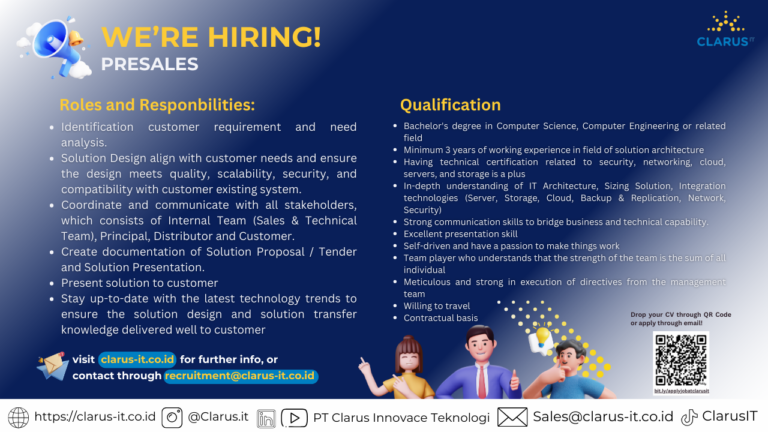 WE'RE HIRING!
PRESALES
CLARUS IT
Roles and Responbilities:
Identification customer requirement and need
analysis.
Solution Design align with customer needs and ensure
the design meets quality, scalability, security, and
compatibility with customer existing system.
Coordinate and communicate with all stakeholders,
which consists of Internal Team (Sales & Technical
Team), Principal, Distributor and Customer.
Create documentation of Solution Proposal / Tender
and Solution Presentation.
Present solution to customer
Stay up-to-date with the latest technology trends to
ensure the solution design and solution transfer
knowledge delivered well to customer
visit clarus-it.co.id for further info, or
contact through recruitment@clarus-it.co.id
Qualification
Bachelor's degree in Computer Science, Computer Engineering or related
field
Minimum 3 years of working experience in field of solution architecture
Having technical certification related to security, networking, cloud,
servers, and storage is a plus
In-depth understanding of IT Architecture, Sizing Solution, Integration
technologies (Server, Storage, Cloud, Backup & Replication, Network,
Security)
Strong communication skills to bridge business and technical capability.
Excellent presentation skill
Self-driven and have a passion to make things work
Team player who understands that the strength of the team is the sum of all
individual
Meticulous and strong in execution of directives from the management
team
Willing to travel
Contractual basis
Drop your CV through QR Code
or apply through email!
bit.ly/applyjobatclarusit
https://clarus-it.co.id @Clarus.it PT Clarus Innovace Teknologi Sales@clarus-it.co.id ClarusIT